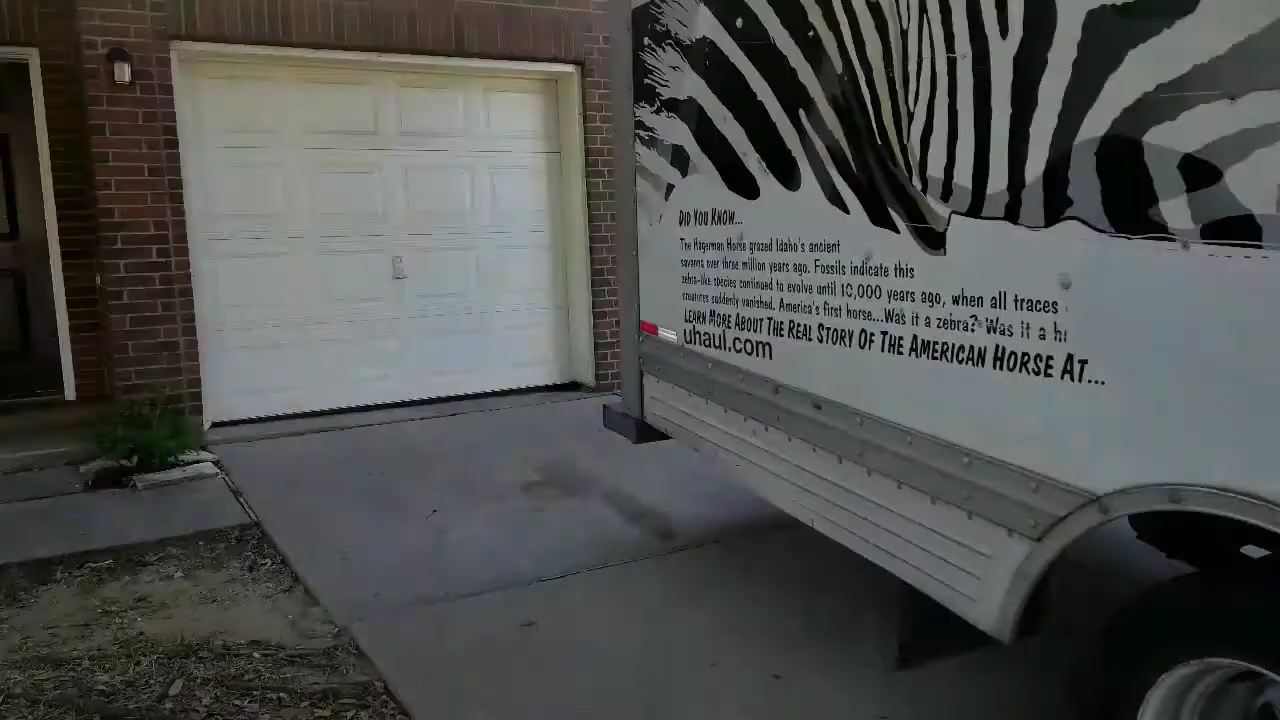 DID YOU KNOW...
The Hagerman Horse grazed Idaho's ancient
savanna over three million years ago. Fossils indicate this
zebra-like species continued to evolve until 10,000 years ago, when all traces
creatures suddenly vanished. America's first horse...Was it a zebra? Was it a
LEARN MORE ABOUT THE REAL STORY OF THE AMERICAN HORSE AT...
uhaul.com